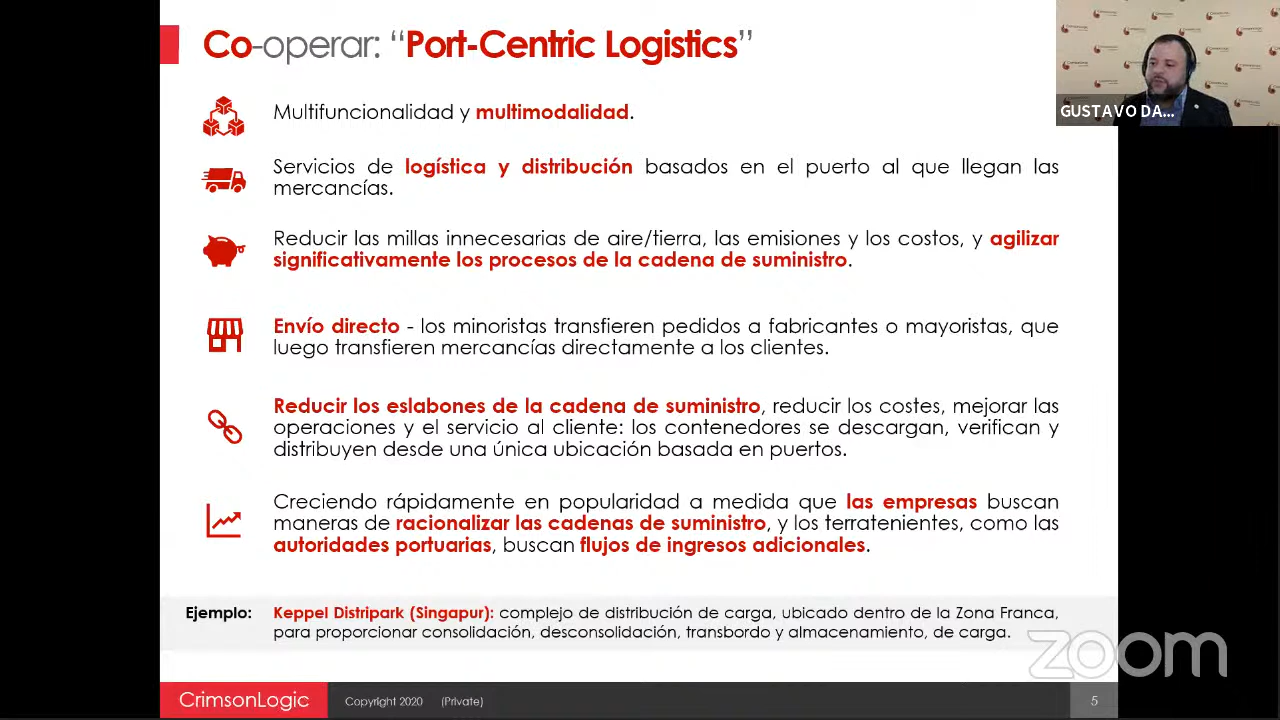 Co-operar: “Port-Centric Logistics”
GUSTAVO DA...
Multifuncionalidad y multimodalidad.
Servicios de logística y distribución basados en el puerto al que llegan las
mercancías.
Reducir las millas innecesarias de aire/tierra, las emisiones y los costos, y agilizar
significativamente los procesos de la cadena de suministro.
Envío directo - los minoristas transfieren pedidos a fabricantes o mayoristas, que
luego transfieren mercancías directamente a los clientes.
Reducir los eslabones de la cadena de suministro, reducir los costes, mejorar las
operaciones y el servicio al cliente: los contenedores se descargan, verifican y
distribuyen desde una única ubicación basada en puertos.
Creciendo rápidamente en popularidad a medida que las empresas buscan
maneras de racionalizar las cadenas de suministro, y los terratenientes, como las
autoridades portuarias, buscan flujos de ingresos adicionales.
Ejemplo: Keppel Distripark (Singapur): complejo de distribución de carga, ubicado dentro de la Zona Franca,
para proporcionar consolidación, desconsolidación, transbordo y almacenamiento, de carga.
zoom
CrimsonLogic Copyright 2020 (Private) 5